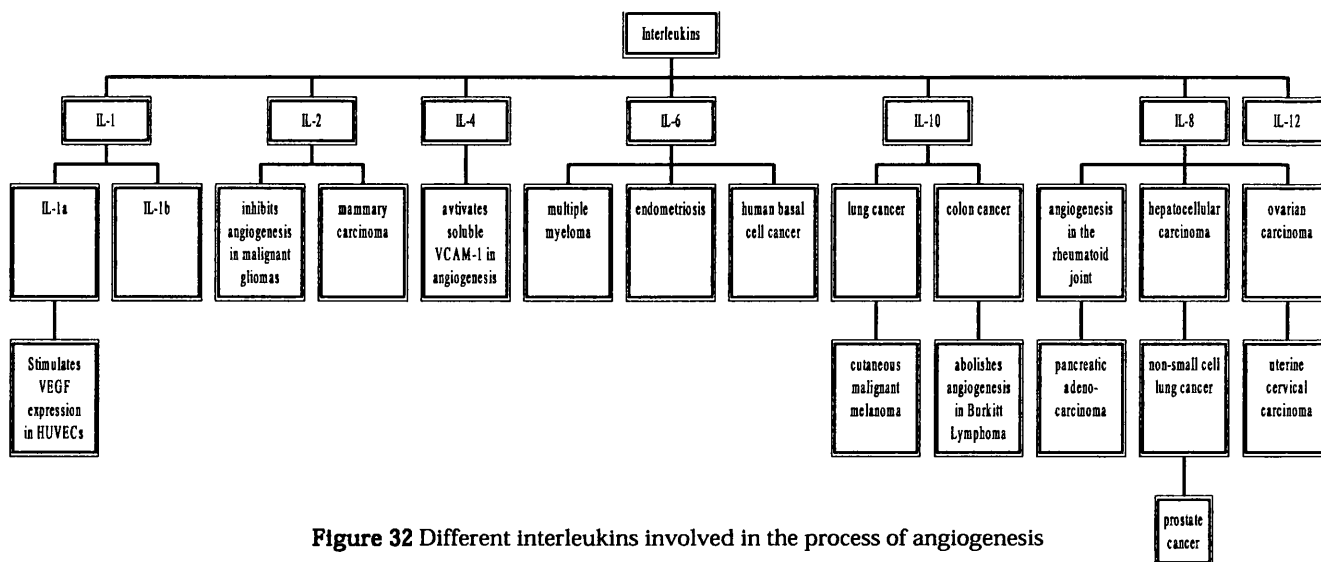 Interleukins
IL-1
IL-2
IL-4
IL-6
IL-10
IL-8
IL-12
IL-1a
IL-1b
inhibits
angiogenesis
in malignant
gliomas
mammary
carcinoma
avtivates
soluble
VCAM-1 in
angiogenesis
multiple
myeloma
endometriosis
human basal
cell cancer
lung cancer
colon cancer
angiogenesis
in the
rheumatoid
joint
hepatocellular
carcinoma
ovarian
carcinoma
Stimulates
VEGF
expression
in HUVECs
cutaneous
malignant
melanoma
abolishes
angiogenesis
in Burkitt
Lymphoma
pancreatic
adeno-
carcinoma
non-small cell
lung cancer
uterine
cervical
carcinoma
prostate
cancer
Figure 32 Different interleukins involved in the process of angiogenesis